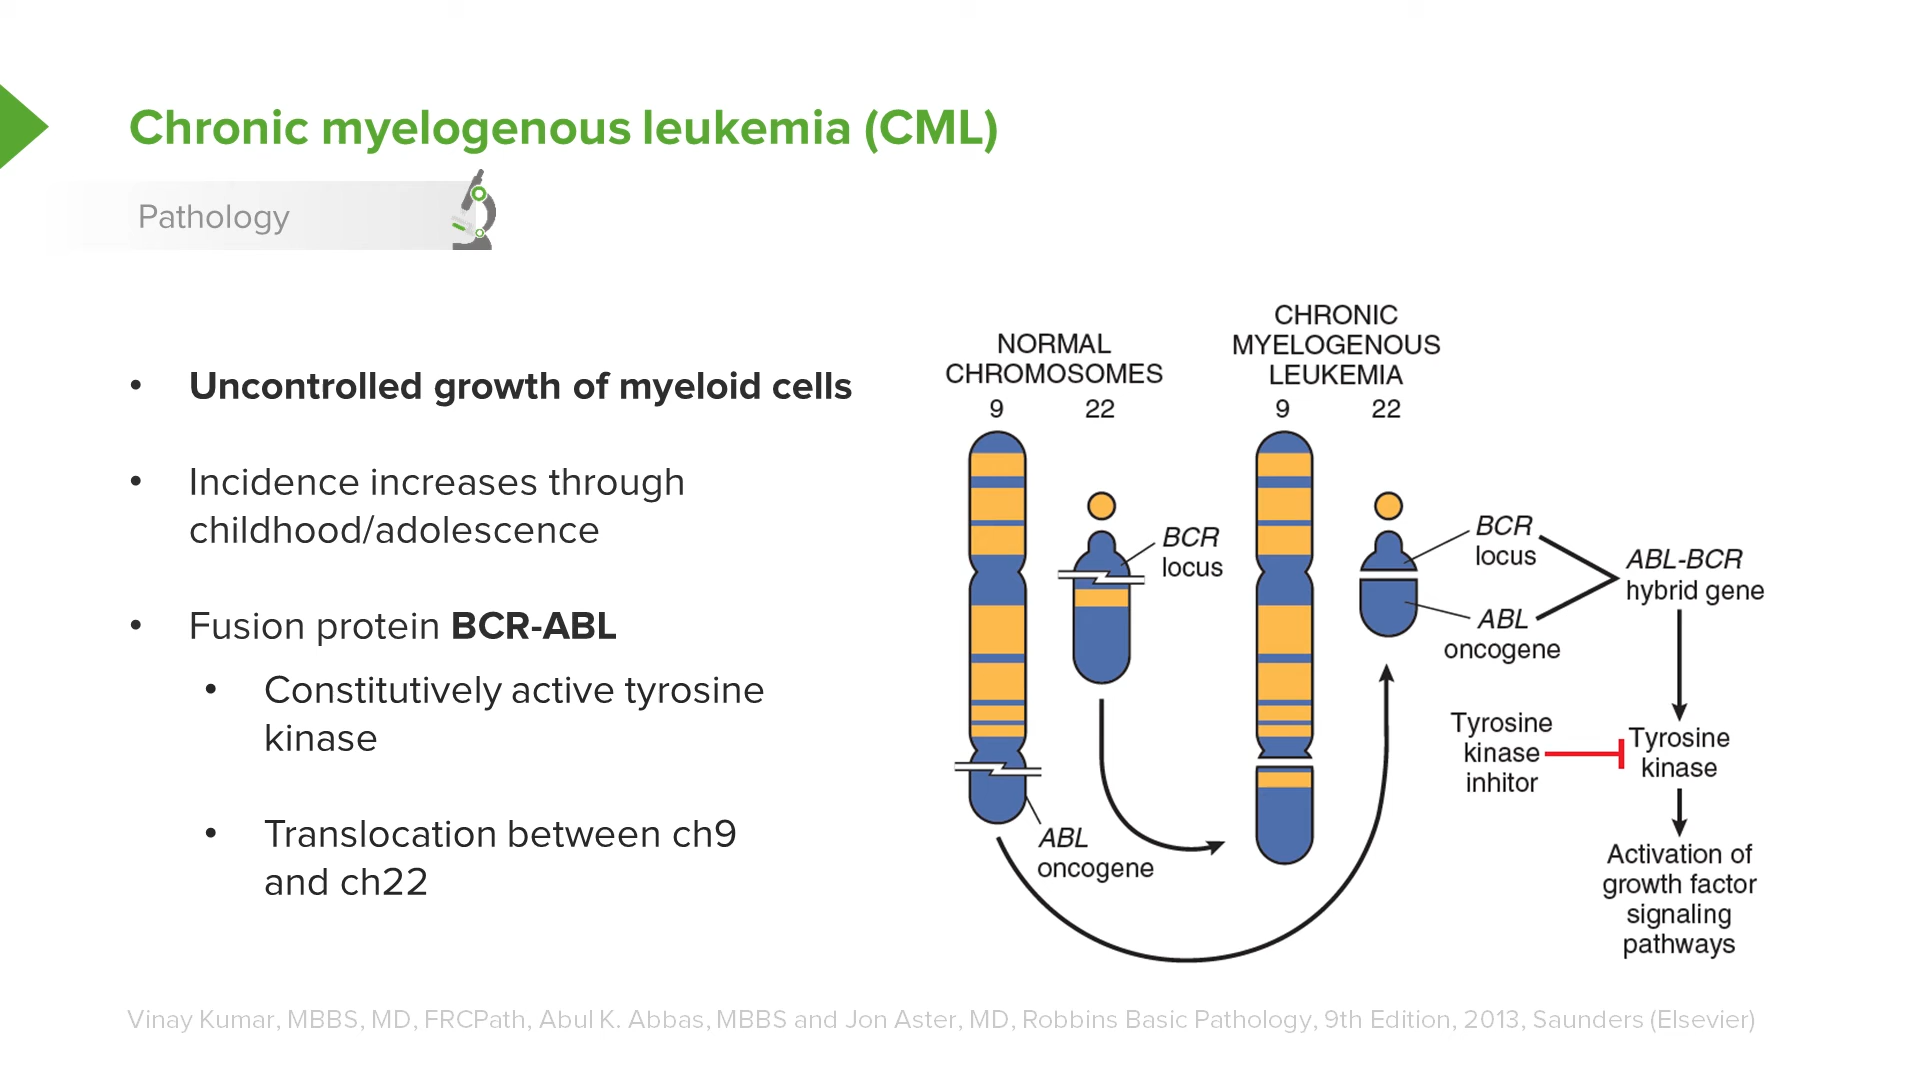 Chronic myelogenous leukemia (CML)
Pathology
• Uncontrolled growth of myeloid cells
• Incidence increases through
childhood/adolescence
• Fusion protein BCR-ABL
• Constitutively active tyrosine
kinase
• Translocation between ch9
and ch22
NORMAL
CHROMOSOMES
9 22
CHRONIC
MYELOGENOUS
LEUKEMIA
9 22
BCR
locus
ABL
oncogene
BCR
locus
ABL
oncogene
ABL-BCR
hybrid gene
Tyrosine
kinase
inhitor
Tyrosine
kinase
Activation of
growth factor
signaling
pathways
Vinay Kumar, MBBS, MD, FRCPath, Abul K. Abbas, MBBS and Jon Aster, MD, Robbins Basic Pathology, 9th Edition, 2013, Saunders (Elsevier)